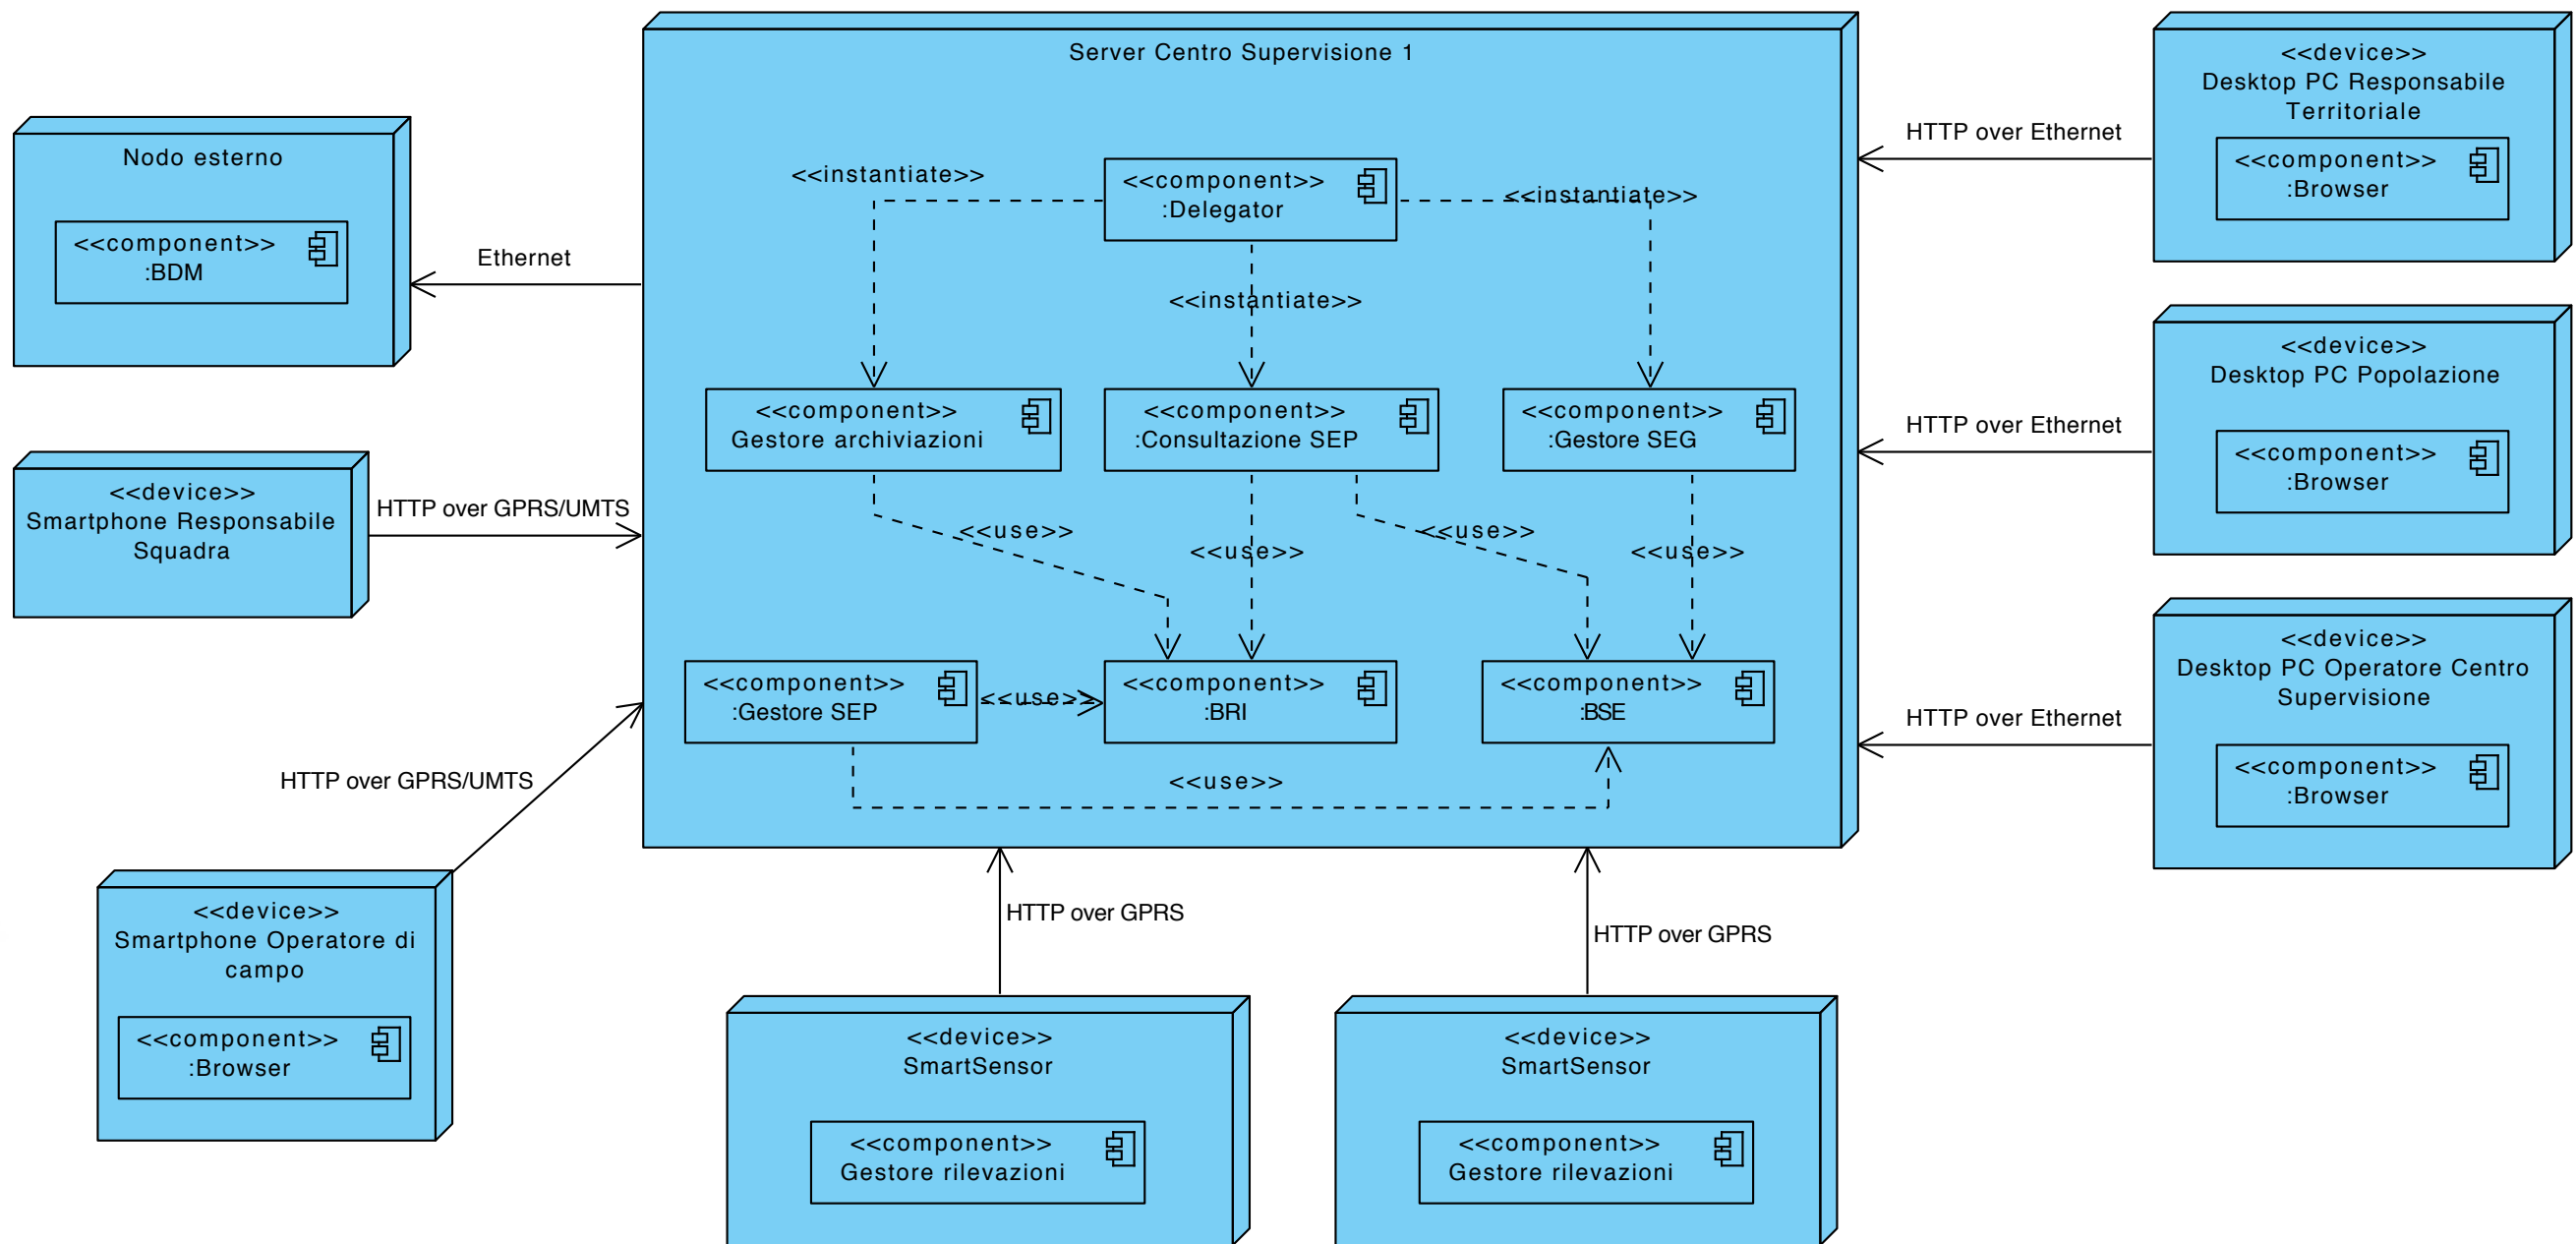 Server Centro Supervisione 1
<<instantiate>>
<<component>>
:Delegator
<<instantiate>>
<<instantiate>>
<<component>>
Gestore archiviazioni
<<component>>
:Consultazione SEP
<<component>>
:Gestore SEG
<<use>>
<<use>>
<<use>>
<<use>>
<<component>>
:Gestore SEP
<<use>>
<<component>>
:BRI
<<component>>
:BSE
<<use>>
Nodo esterno
<<component>>
:BDM
Ethernet
<<device>>
Smartphone Responsabile
Squadra
HTTP over GPRS/UMTS
HTTP over GPRS/UMTS
<<device>>
Smartphone Operatore di
campo
<<component>>
:Browser
HTTP over GPRS
<<device>>
SmartSensor
<<component>>
Gestore rilevazioni
HTTP over GPRS
<<device>>
SmartSensor
<<component>>
Gestore rilevazioni
<<device>>
Desktop PC Responsabile
Territoriale
<<component>>
:Browser
HTTP over Ethernet
<<device>>
Desktop PC Popolazione
<<component>>
:Browser
HTTP over Ethernet
<<device>>
Desktop PC Operatore Centro
Supervisione
<<component>>
:Browser
HTTP over Ethernet